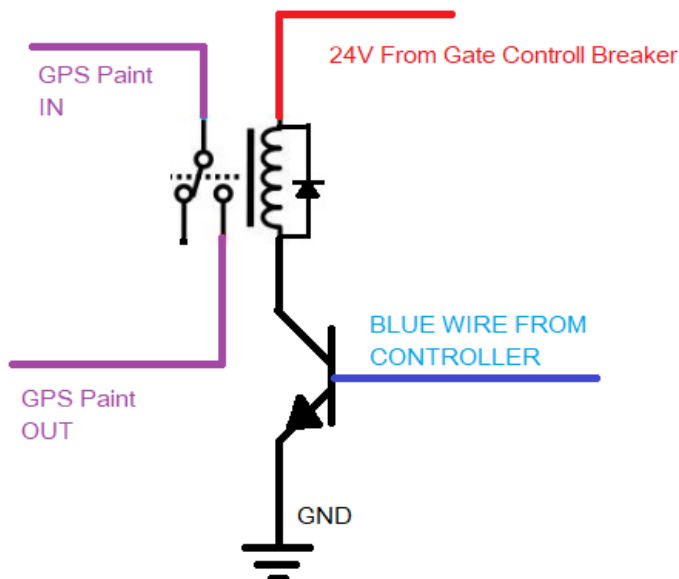 24V From Gate Controll Breaker
GPS Paint
IN
BLUE WIRE FROM
CONTROLLER
GPS Paint
OUT
GND